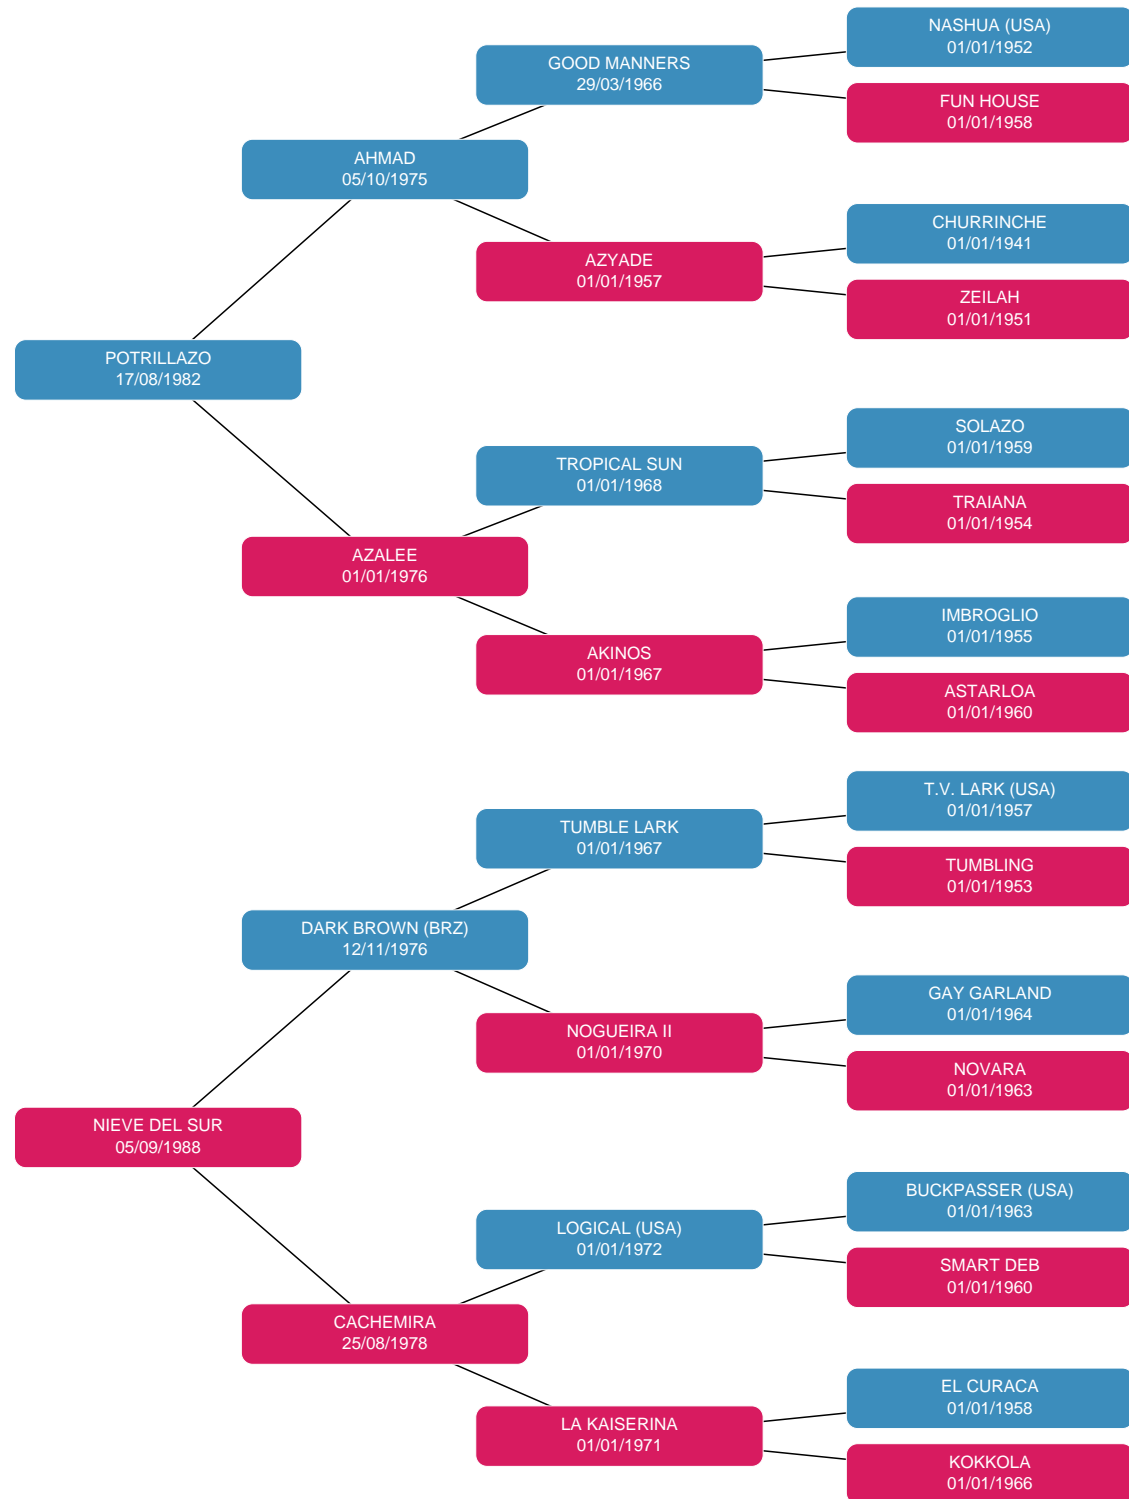 NASHUA (USA)
01/01/1952
GOOD MANNERS
29/03/1966
FUN HOUSE
01/01/1958
AHMAD
05/10/1975
CHURRINCHE
01/01/1941
AZYADE
01/01/1957
ZEILAH
01/01/1951
POTRILLAZO
17/08/1982
SOLAZO
01/01/1959
TROPICAL SUN
01/01/1968
TRAIANA
01/01/1954
AZALEE
01/01/1976
IMBROGLIO
01/01/1955
AKINOS
01/01/1967
ASTARLOA
01/01/1960
T.V. LARK (USA)
01/01/1957
TUMBLE LARK
01/01/1967
TUMBLING
01/01/1953
DARK BROWN (BRZ)
12/11/1976
GAY GARLAND
01/01/1964
NOGUEIRA II
01/01/1970
NOVARA
01/01/1963
NIEVE DEL SUR
05/09/1988
BUCKPASSER (USA)
01/01/1963
LOGICAL (USA)
01/01/1972
SMART DEB
01/01/1960
CACHEMIRA
25/08/1978
EL CURACA
01/01/1958
LA KAISERINA
01/01/1971
KOKKOLA
01/01/1966